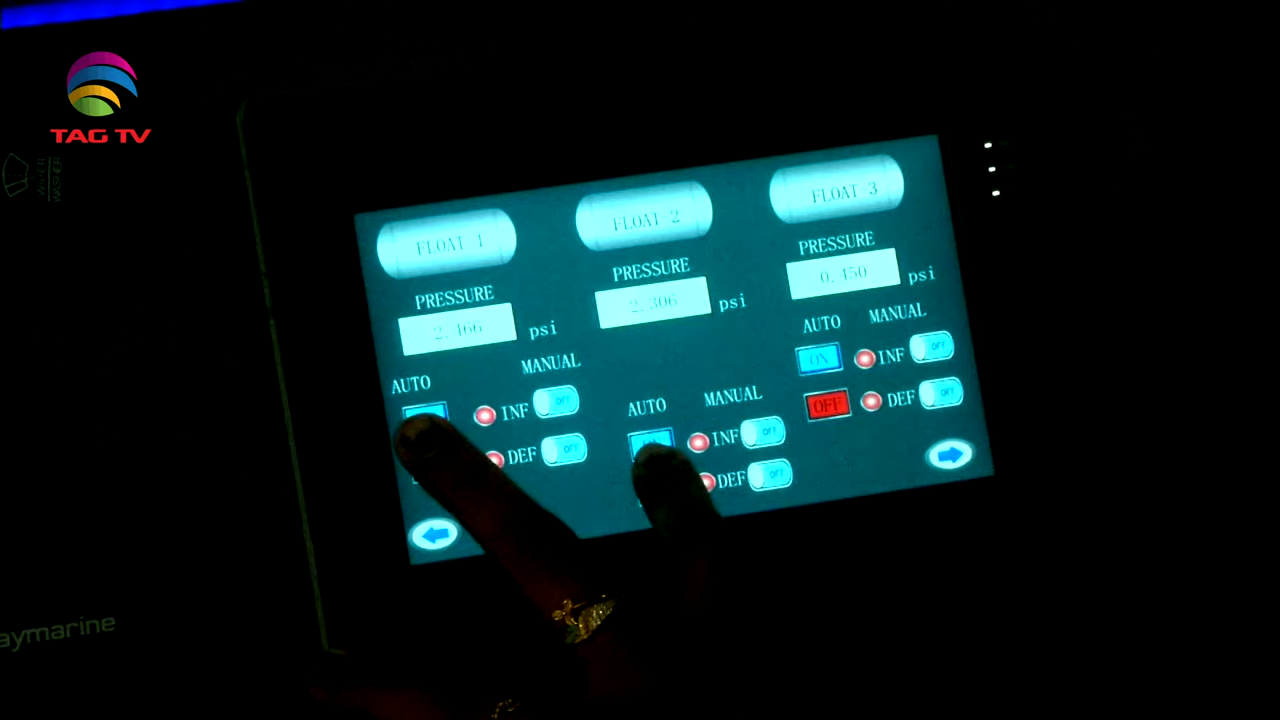 TAG TV
WIPER
WASHER
FLOAT-1
PRESSURE
2.466 psi
AUTO MANUAL
INF OFF
DEF OFF
FLOAT-2
PRESSURE
2.306 psi
AUTO MANUAL
INF OFF
DEF OFF
FLOAT-3
PRESSURE
0.450 psi
AUTO MANUAL
ON INF OFF
OFF DEF OFF
aymarine